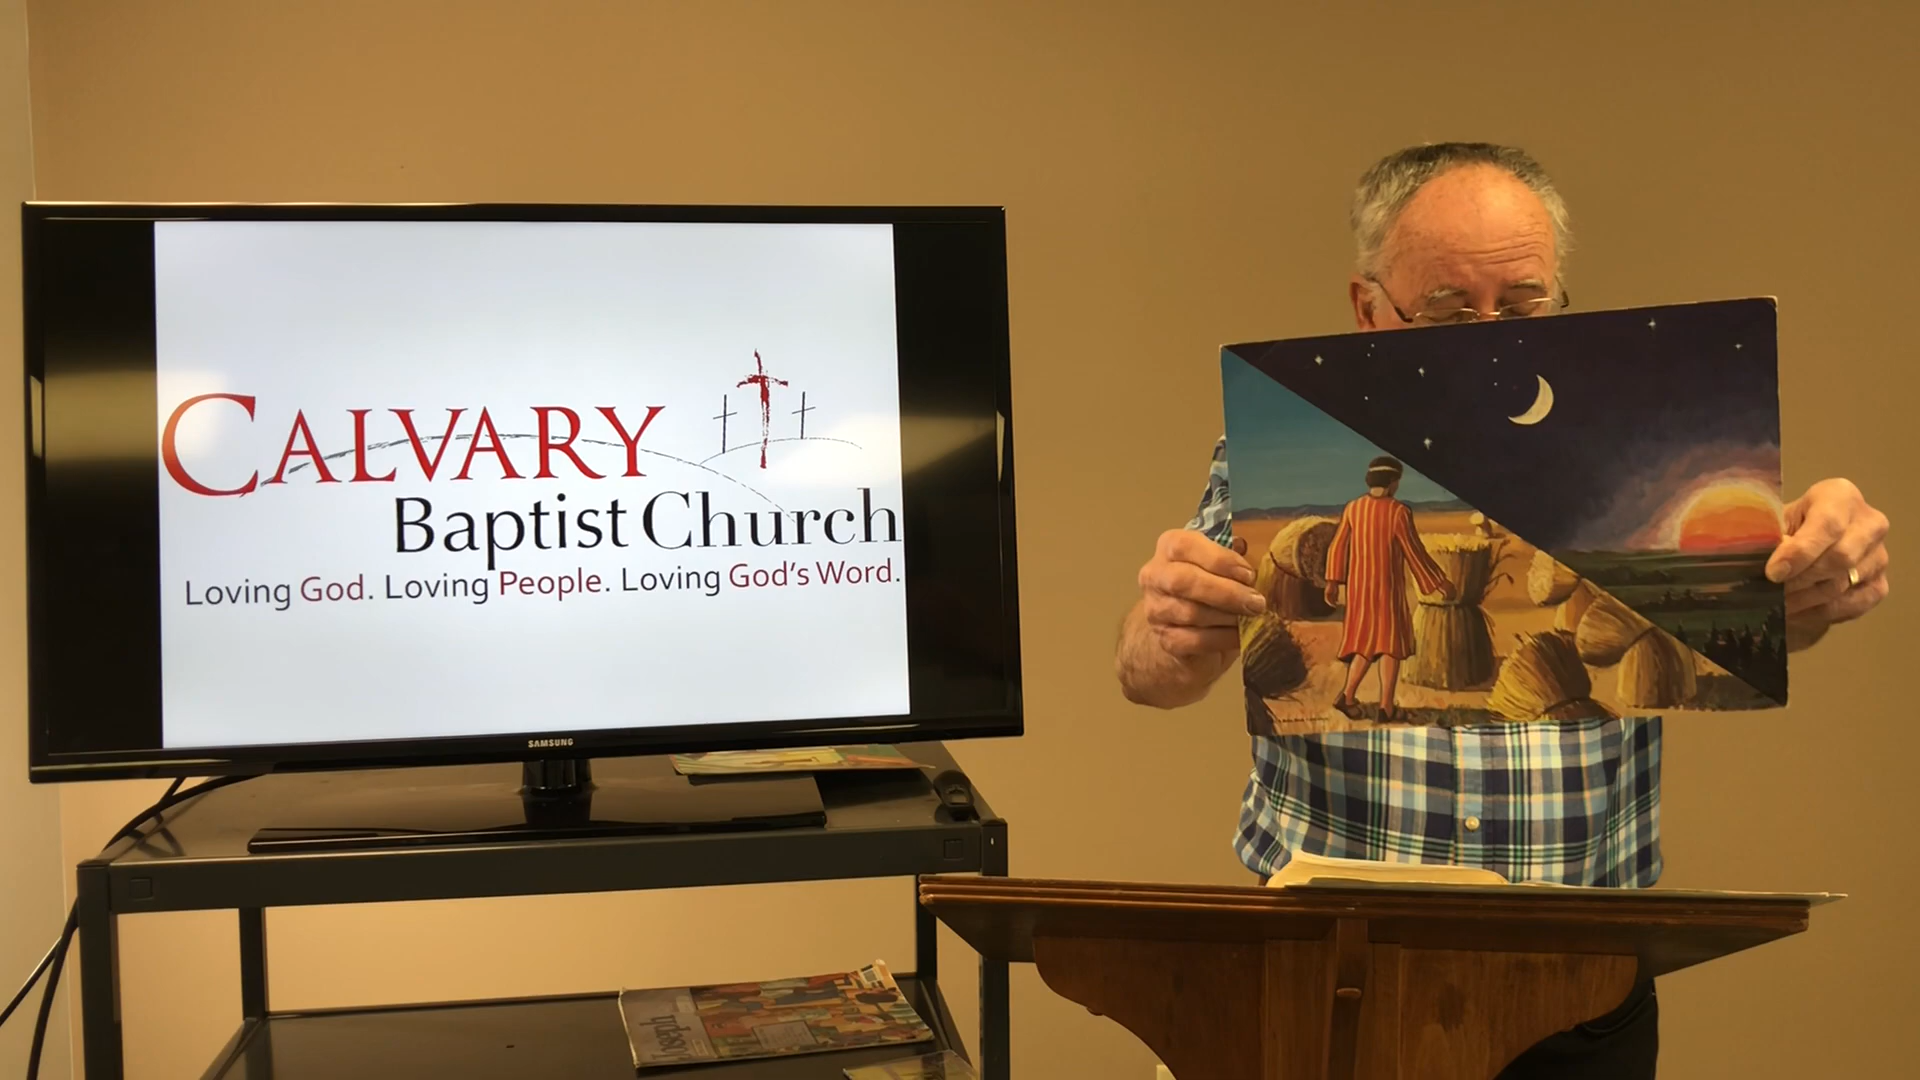 CALVARY
Baptist Church
Loving God. Loving People. Loving God's Word.
SAMSUNG
Joseph